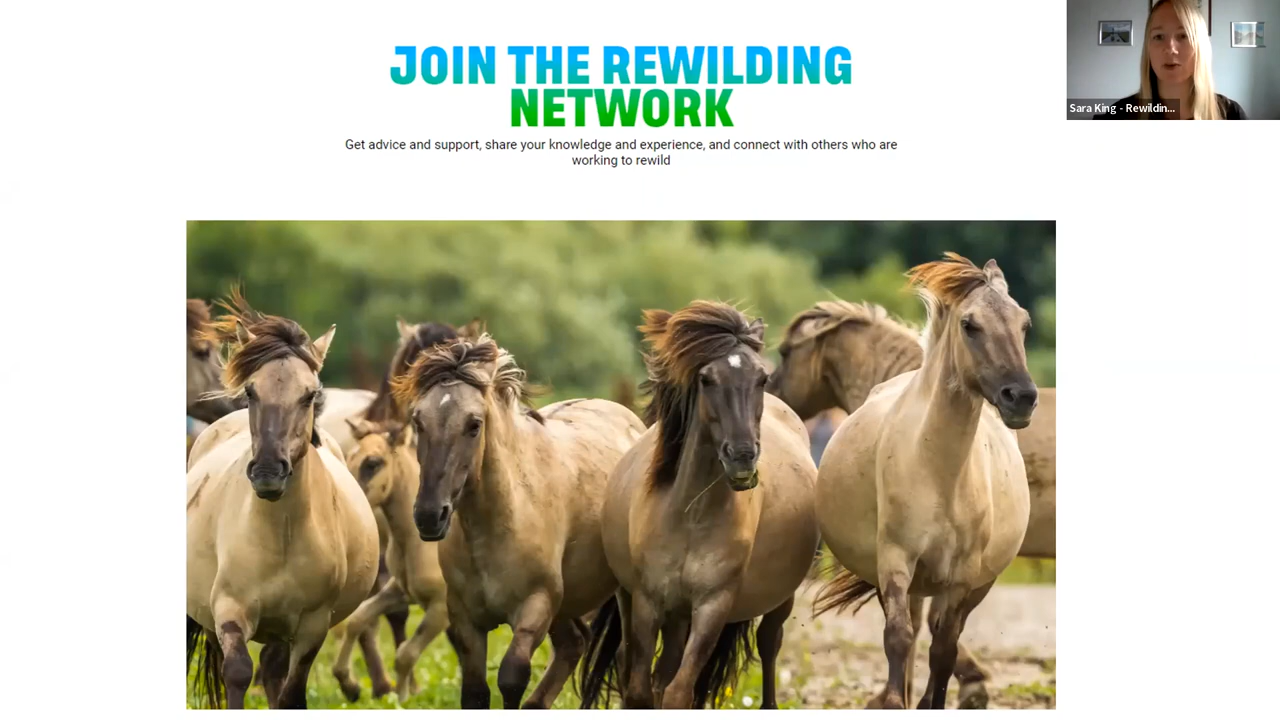 JOIN THE REWILDING
NETWORK
Get advice and support, share your knowledge and experience, and connect with others who are
working to rewild
Sara King - Rewildin...